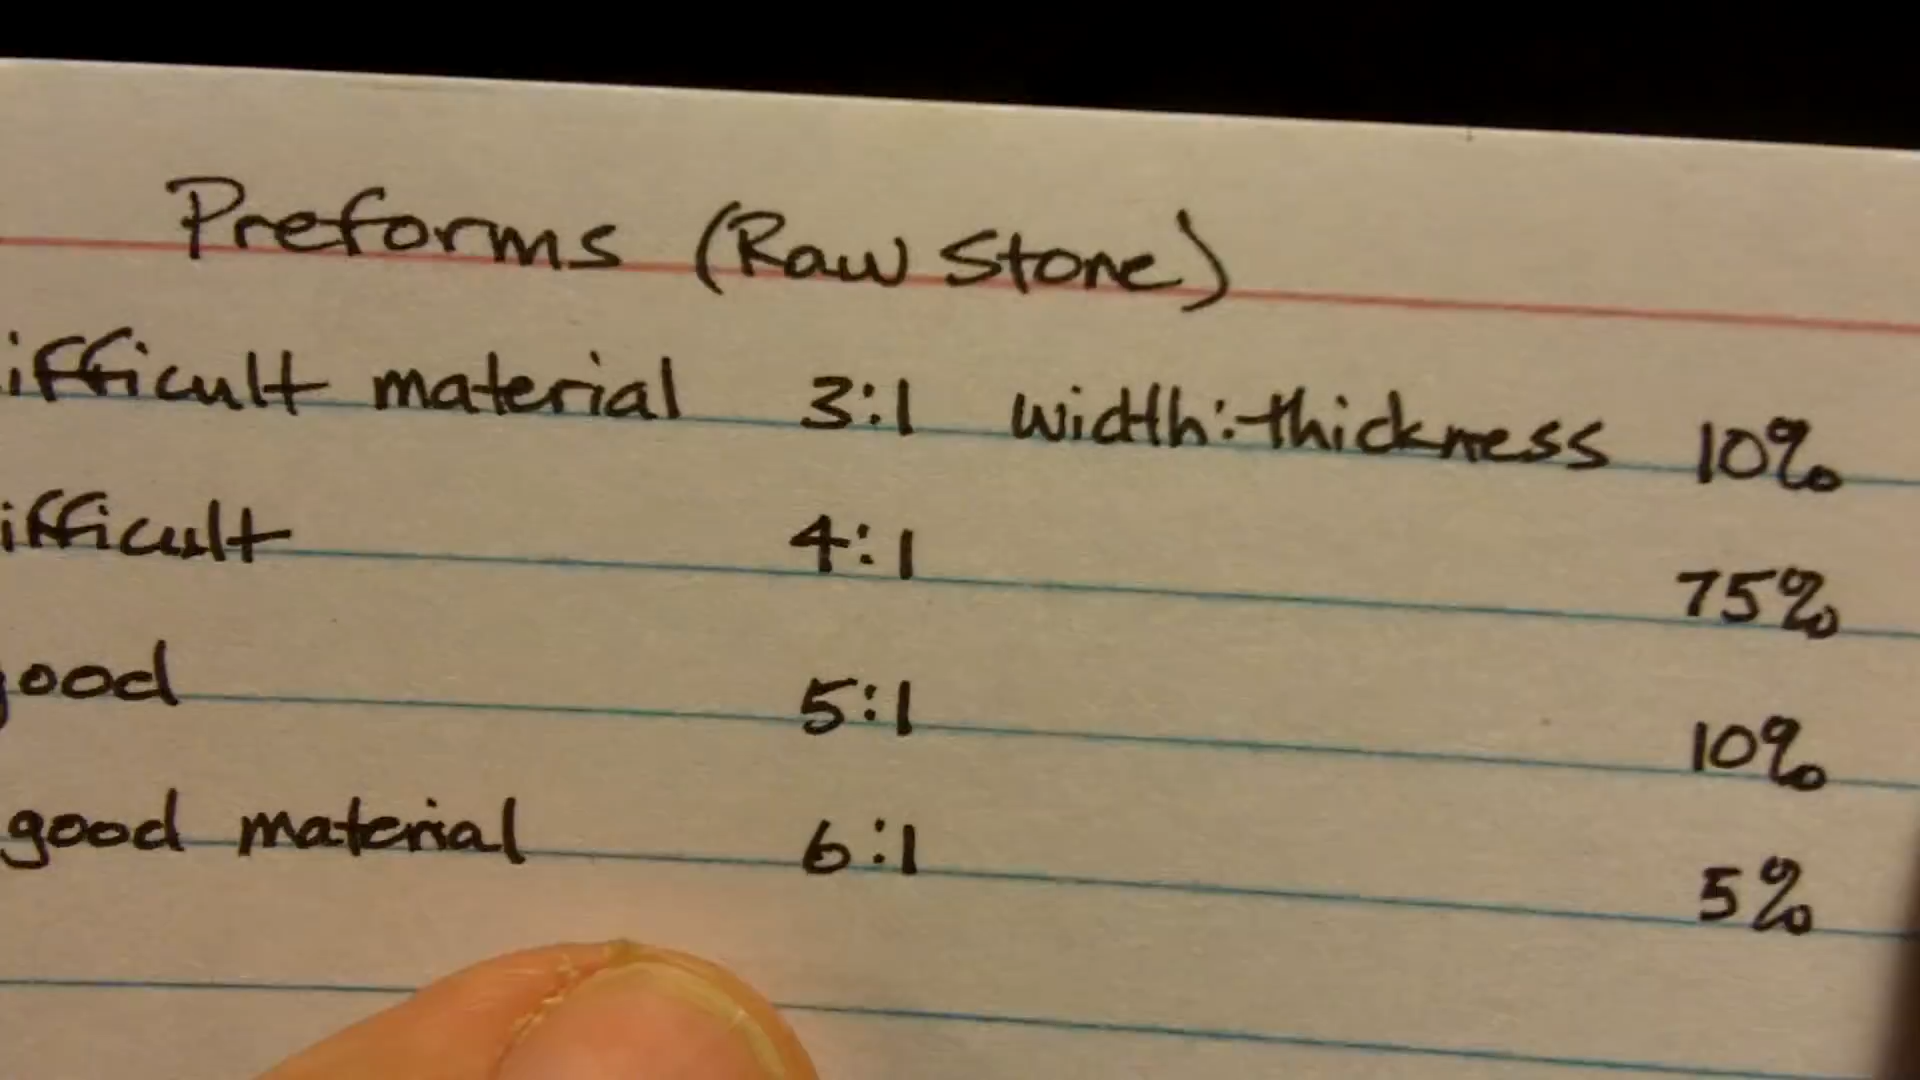 Preforms (Raw Stone)
ifficult material 3:1 width:thickness 10%
ifficult 4:1 75%
ood 5:1 10%
good material 6:1 5%